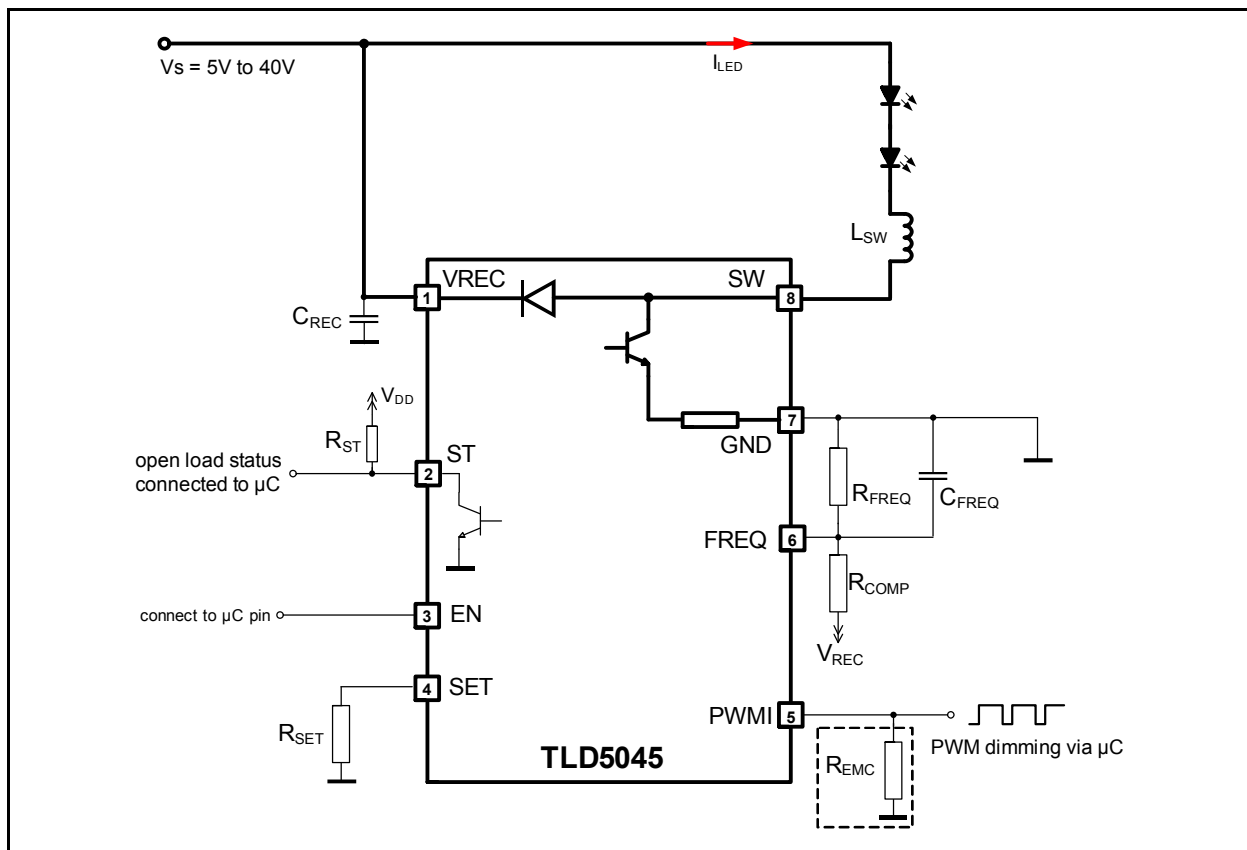 Vs = 5V to 40V
ILED
LSW
VREC
SW
1
8
CREC
VDD
RST
ST
7
GND
open load status
connected to µC
2
RFREQ
CFREQ
FREQ
6
RCOMP
connect to µC pin
3
EN
VREC
4
SET
PWMI
5
RSET
PWM dimming via µC
TLD5045
REMC